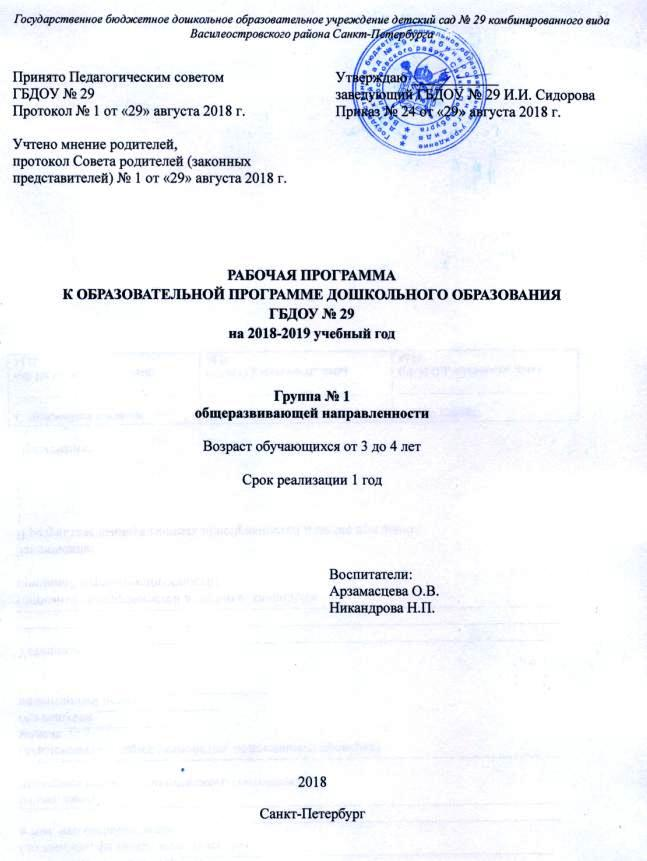 Государственное бюджетное дошкольное образовательное учреждение детский сад № 29 комбинированного вида
Василеостровского района Санкт-Петербурга
Принято Педагогическим советом
ГБДОУ № 29
Протокол № 1 от «29» августа 2018 г.
Учтено мнение родителей,
протокол Совета родителей (законных
представителей) № 1 от «29» августа 2018 г.
Утверждаю
заведующий ГБДОУ № 29 И.И. Сидорова
Приказ № 24 от «29» августа 2018 г.
РАБОЧАЯ ПРОГРАММА
К ОБРАЗОВАТЕЛЬНОЙ ПРОГРАММЕ ДОШКОЛЬНОГО ОБРАЗОВАНИЯ
ГБДОУ № 29
на 2018-2019 учебный год
Группа № 1
общеразвивающей направленности
Возраст обучающихся от 3 до 4 лет
Срок реализации 1 год
Воспитатели:
Арзамасцева О.В.
Никандрова Н.П.
2018
Санкт-Петербург